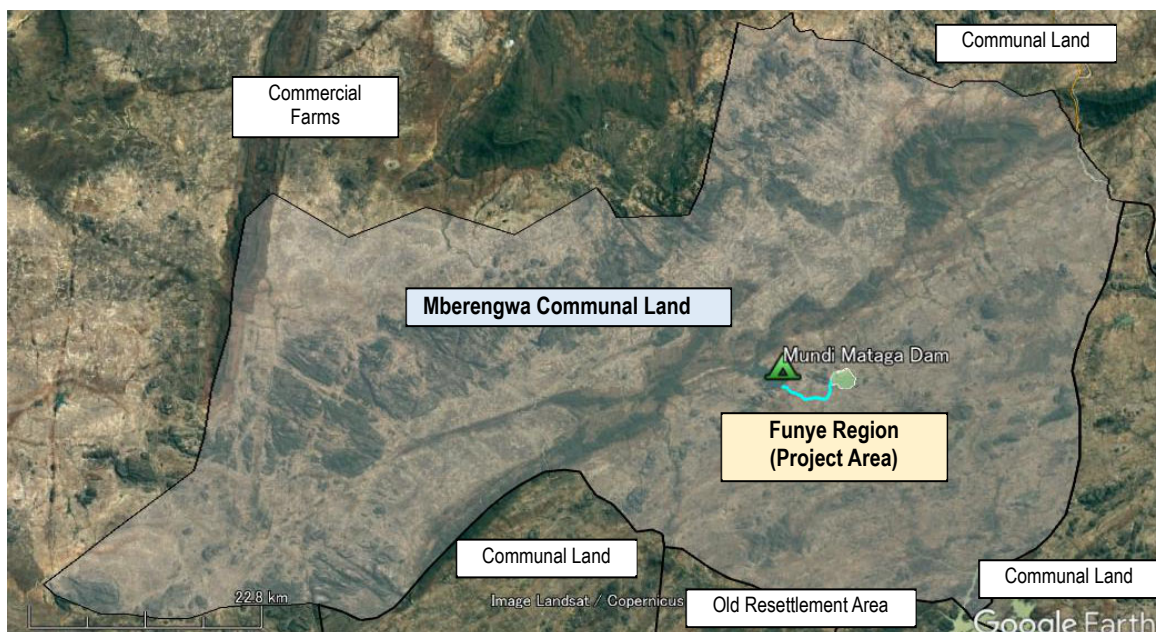 Communal Land
Commercial
Farms
Mberengwa Communal Land
Mundi Mataga Dam
Funye Region
(Project Area)
Communal Land
Communal Land
22.8 km
Image Landsat / Copernicus
Old Resettlement Area
Google Earth